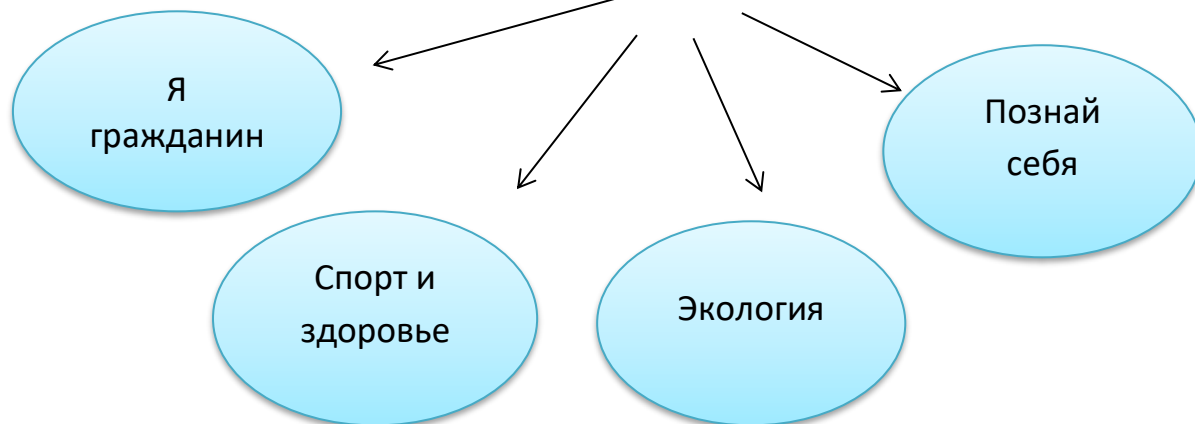 Я
гражданин
Познай
себя
Спорт и
здоровье
Экология